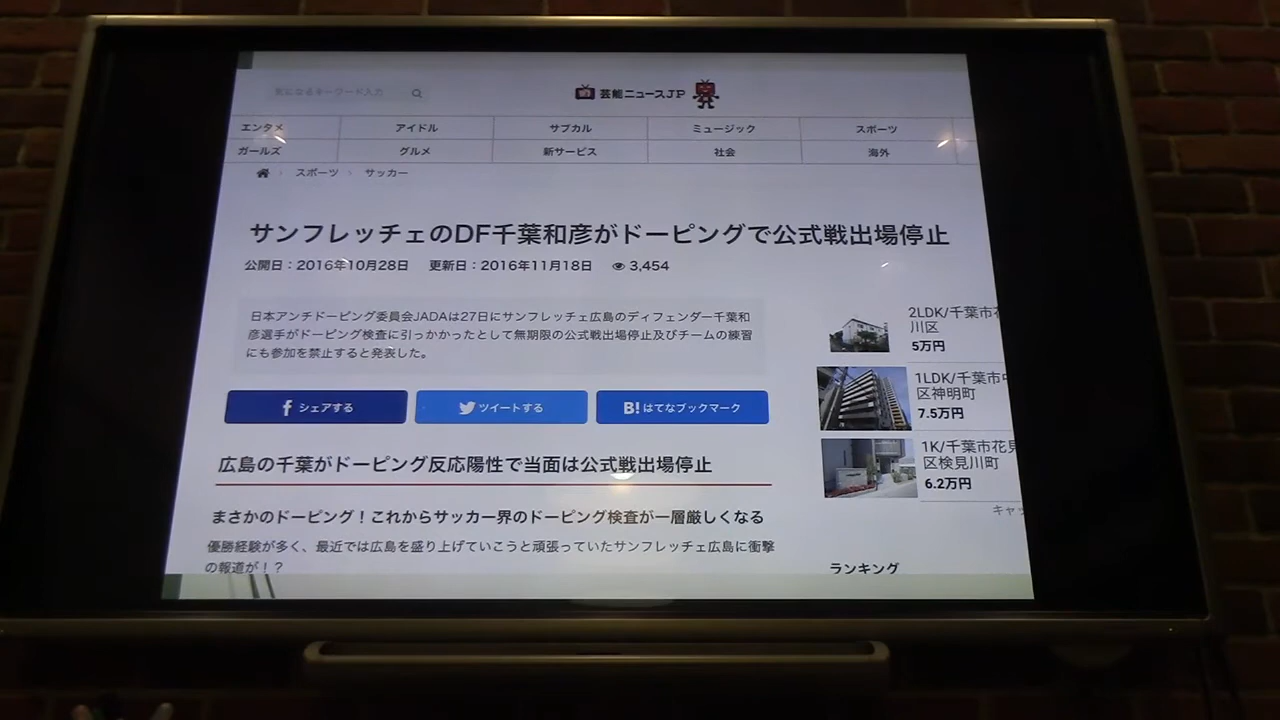 気になるキーワード入力
芸能ニュースJP
エンタメ アイドル サブカル ミュージック スポーツ
ガールズ グルメ 新サービス 社会 海外
スポーツ サッカー
サンフレッチェのDF千葉和彦がドーピングで公式戦出場停止
公開日:2016年10月28日 更新日:2016年11月18日 3,454
日本アンチドーピング委員会JADAは27日にサンフレッチェ広島のディフェンダー千葉和
彦選手がドーピング検査に引っかかったとして無期限の公式戦出場停止及びチームの練習
にも参加を禁止すると発表した。
シェアする ツイートする B!はてなブックマーク
広島の千葉がドーピング反応陽性で当面は公式戦出場停止
まさかのドーピング!これからサッカー界のドーピング検査が一層厳しくなる
優勝経験が多く、最近では広島を盛り上げていこうと頑張っていたサンフレッチェ広島に衝撃
の報道が!?
2LDK/千葉市花
川区
5万円
1LDK/千葉市中
区神明町
7.5万円
1K/千葉市花見
区検見川町
6.2万円
キャッ
ランキング